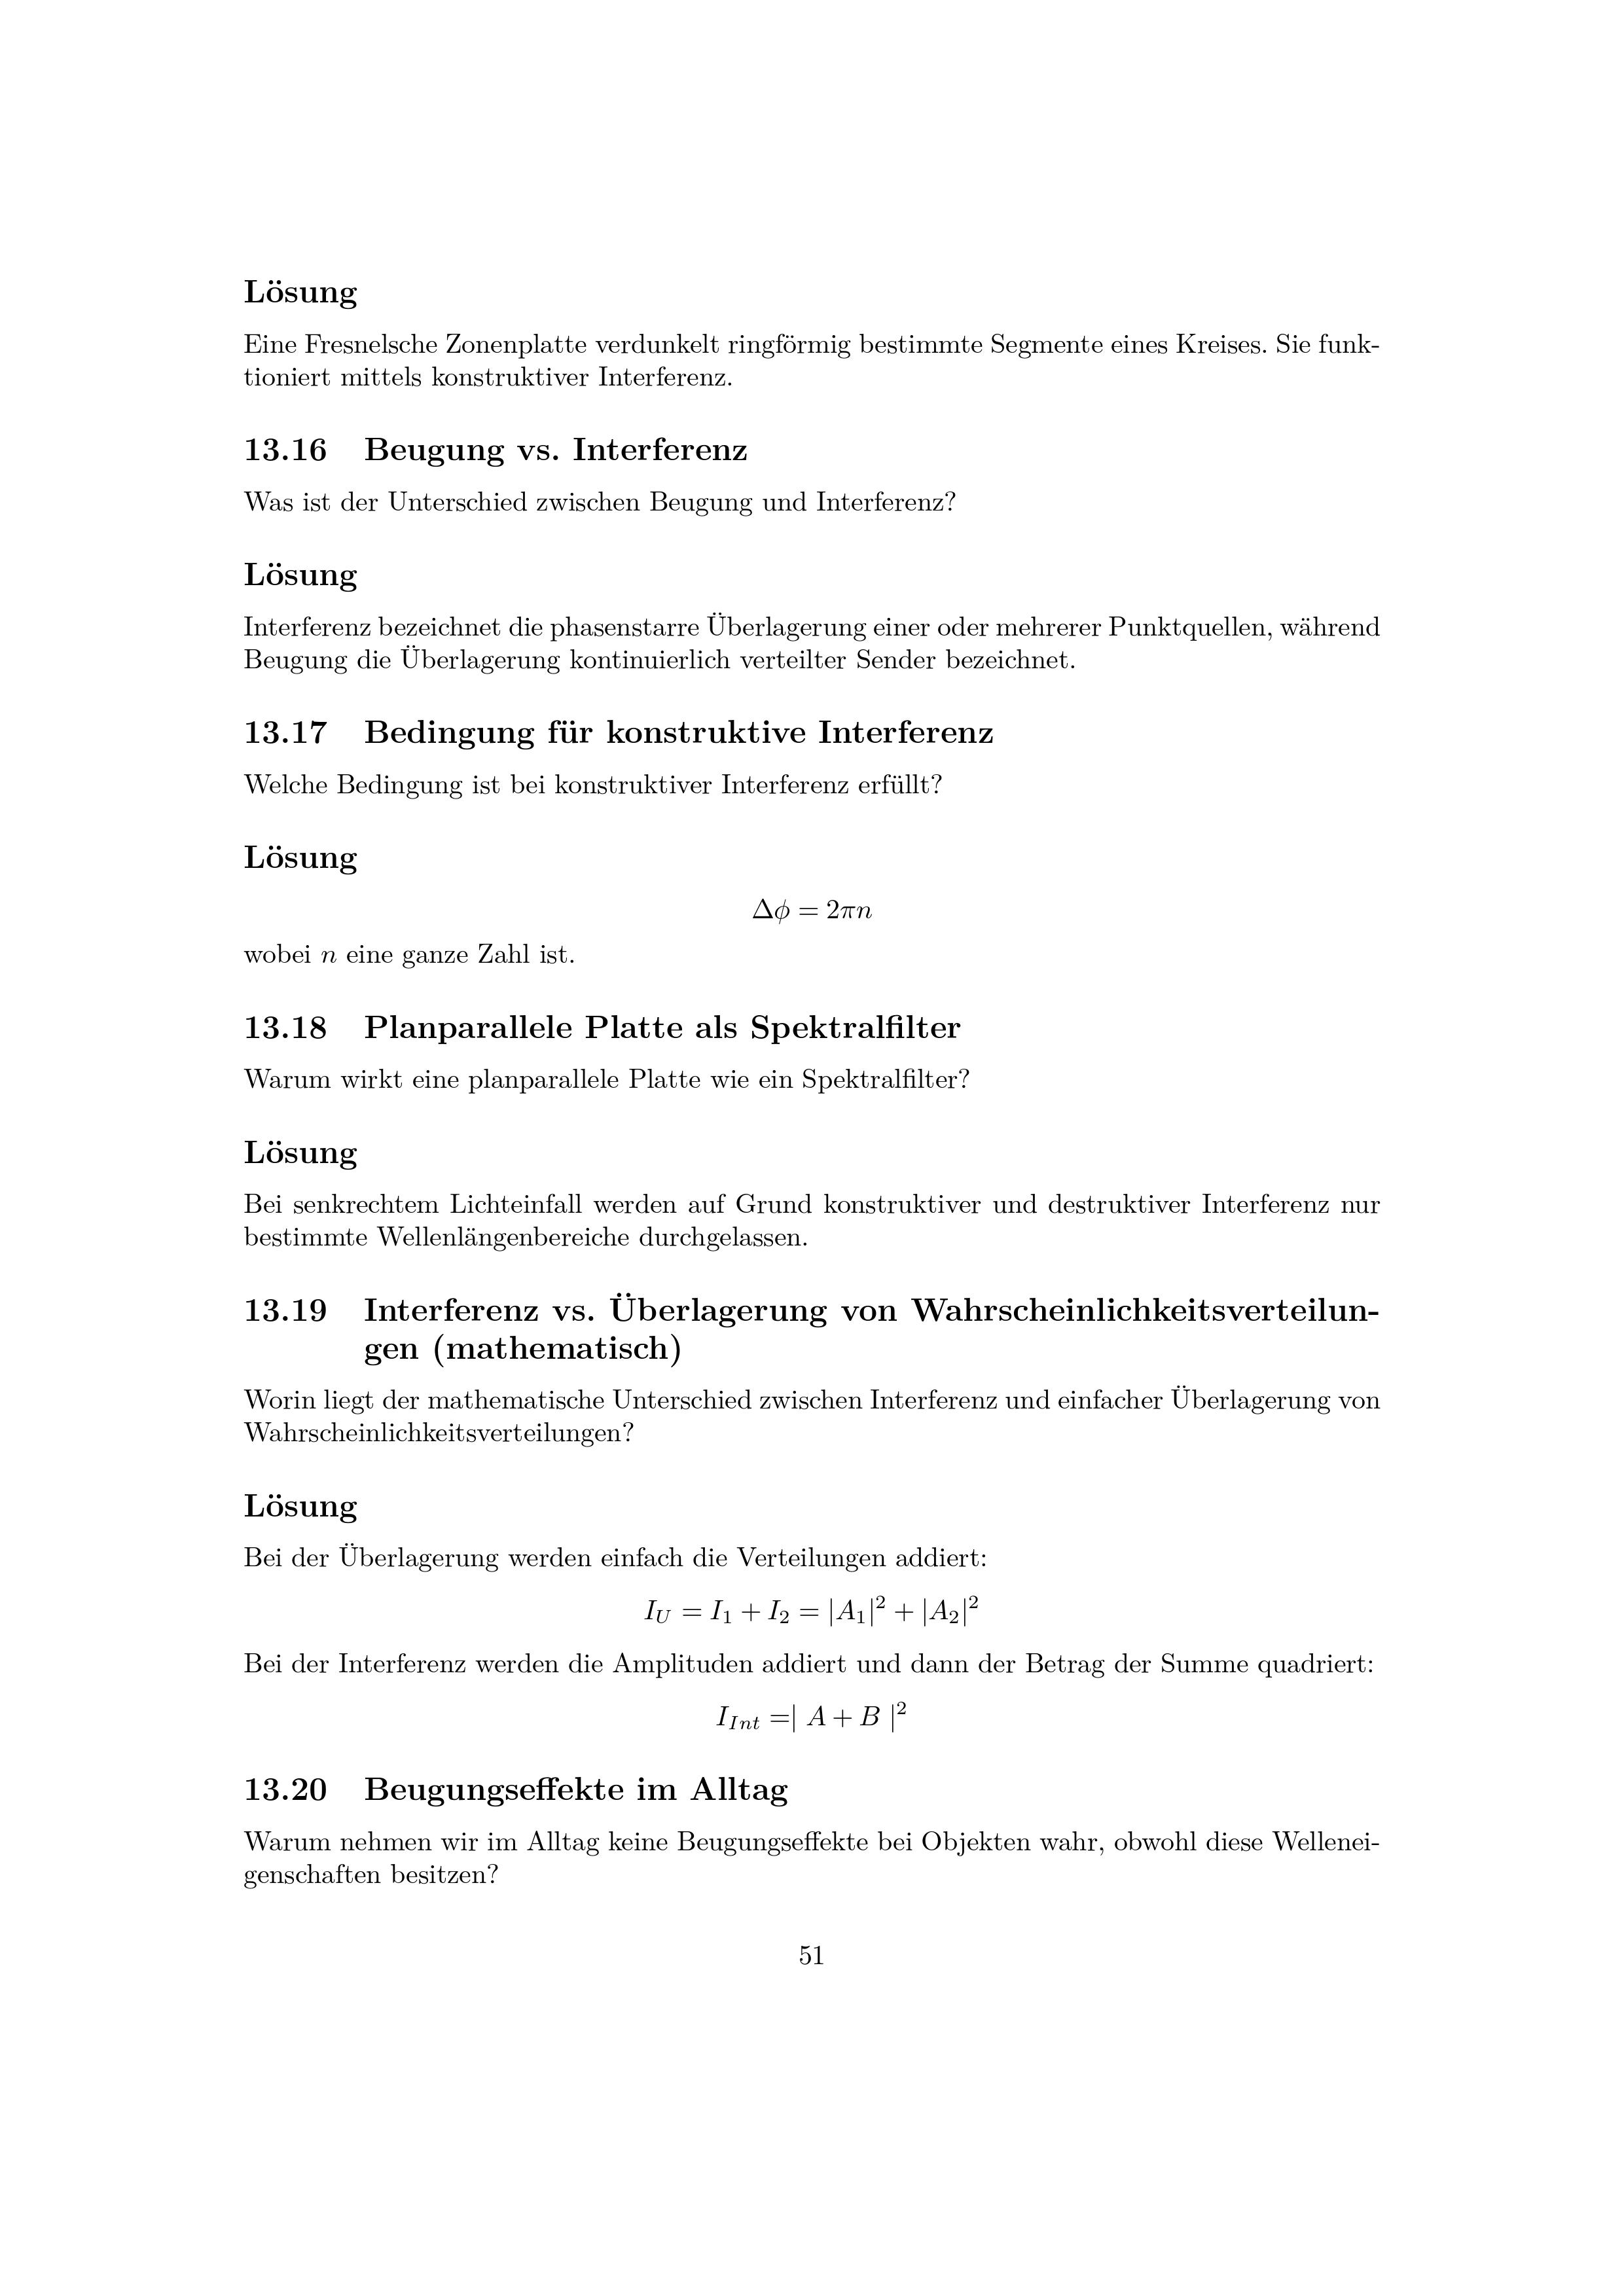 Lösung
Eine Fresnelsche Zonenplatte verdunkelt ringförmig bestimmte Segmente eines Kreises. Sie funk-
tioniert mittels konstruktiver Interferenz.
13.16 Beugung vs. Interferenz
Was ist der Unterschied zwischen Beugung und Interferenz?
Lösung
Interferenz bezeichnet die phasenstarre Überlagerung einer oder mehrerer Punktquellen, während
Beugung die Überlagerung kontinuierlich verteilter Sender bezeichnet.
13.17 Bedingung für konstruktive Interferenz
Welche Bedingung ist bei konstruktiver Interferenz erfüllt?
Lösung
Δϕ = 2πn
wobei n eine ganze Zahl ist.
13.18 Planparallele Platte als Spektralfilter
Warum wirkt eine planparallele Platte wie ein Spektralfilter?
Lösung
Bei senkrechtem Lichteinfall werden auf Grund konstruktiver und destruktiver Interferenz nur
bestimmte Wellenlängenbereiche durchgelassen.
13.19 Interferenz vs. Überlagerung von Wahrscheinlichkeitsverteilun-
gen (mathematisch)
Worin liegt der mathematische Unterschied zwischen Interferenz und einfacher Überlagerung von
Wahrscheinlichkeitsverteilungen?
Lösung
Bei der Überlagerung werden einfach die Verteilungen addiert:
I_U = I_1 + I_2 = |A_1|² + |A_2|²
Bei der Interferenz werden die Amplituden addiert und dann der Betrag der Summe quadriert:
I_{Int} =| A + B |²
13.20 Beugungseffekte im Alltag
Warum nehmen wir im Alltag keine Beugungseffekte bei Objekten wahr, obwohl diese Wellenei-
genschaften besitzen?
51